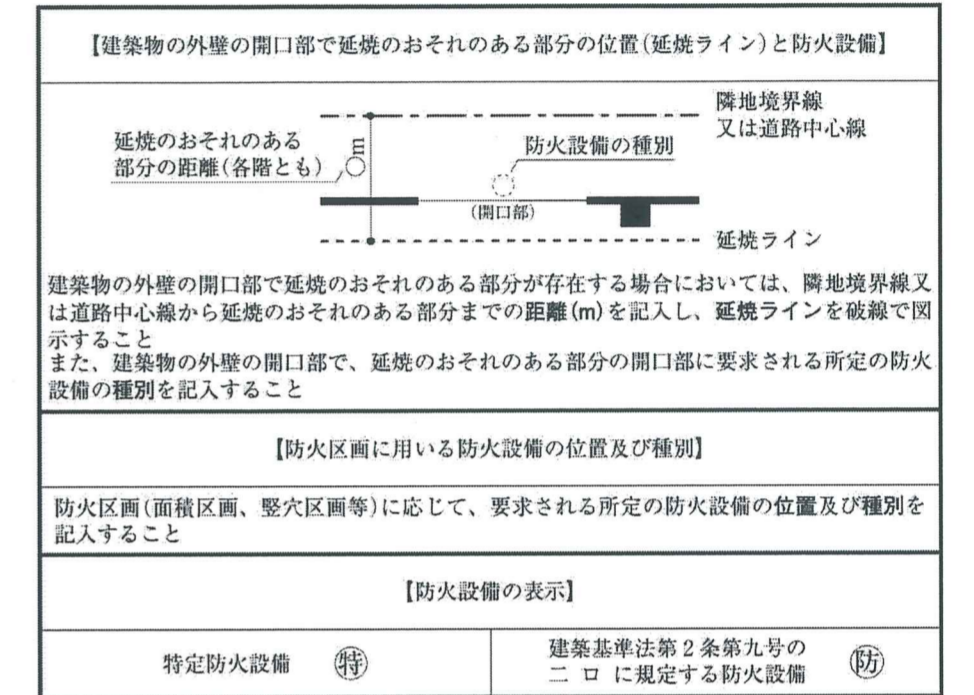 【建築物の外壁の開口部で延焼のおそれのある部分の位置(延焼ライン)と防火設備】
隣地境界線
又は道路中心線
延焼のおそれのある
部分の距離(各階とも)
○m
防火設備の種別
(開口部)
延焼ライン
建築物の外壁の開口部で延焼のおそれのある部分が存在する場合においては、隣地境界線又
は道路中心線から延焼のおそれのある部分までの距離(m)を記入し、延焼ラインを破線で図
示すること
また、建築物の外壁の開口部で、延焼のおそれのある部分の開口部に要求される所定の防火
設備の種別を記入すること
【防火区画に用いる防火設備の位置及び種別】
防火区画(面積区画、竪穴区画等)に応じて、要求される所定の防火設備の位置及び種別を
記入すること
【防火設備の表示】
特定防火設備 ㊕
建築基準法第2条第九号の
二 ロ に規定する防火設備 防